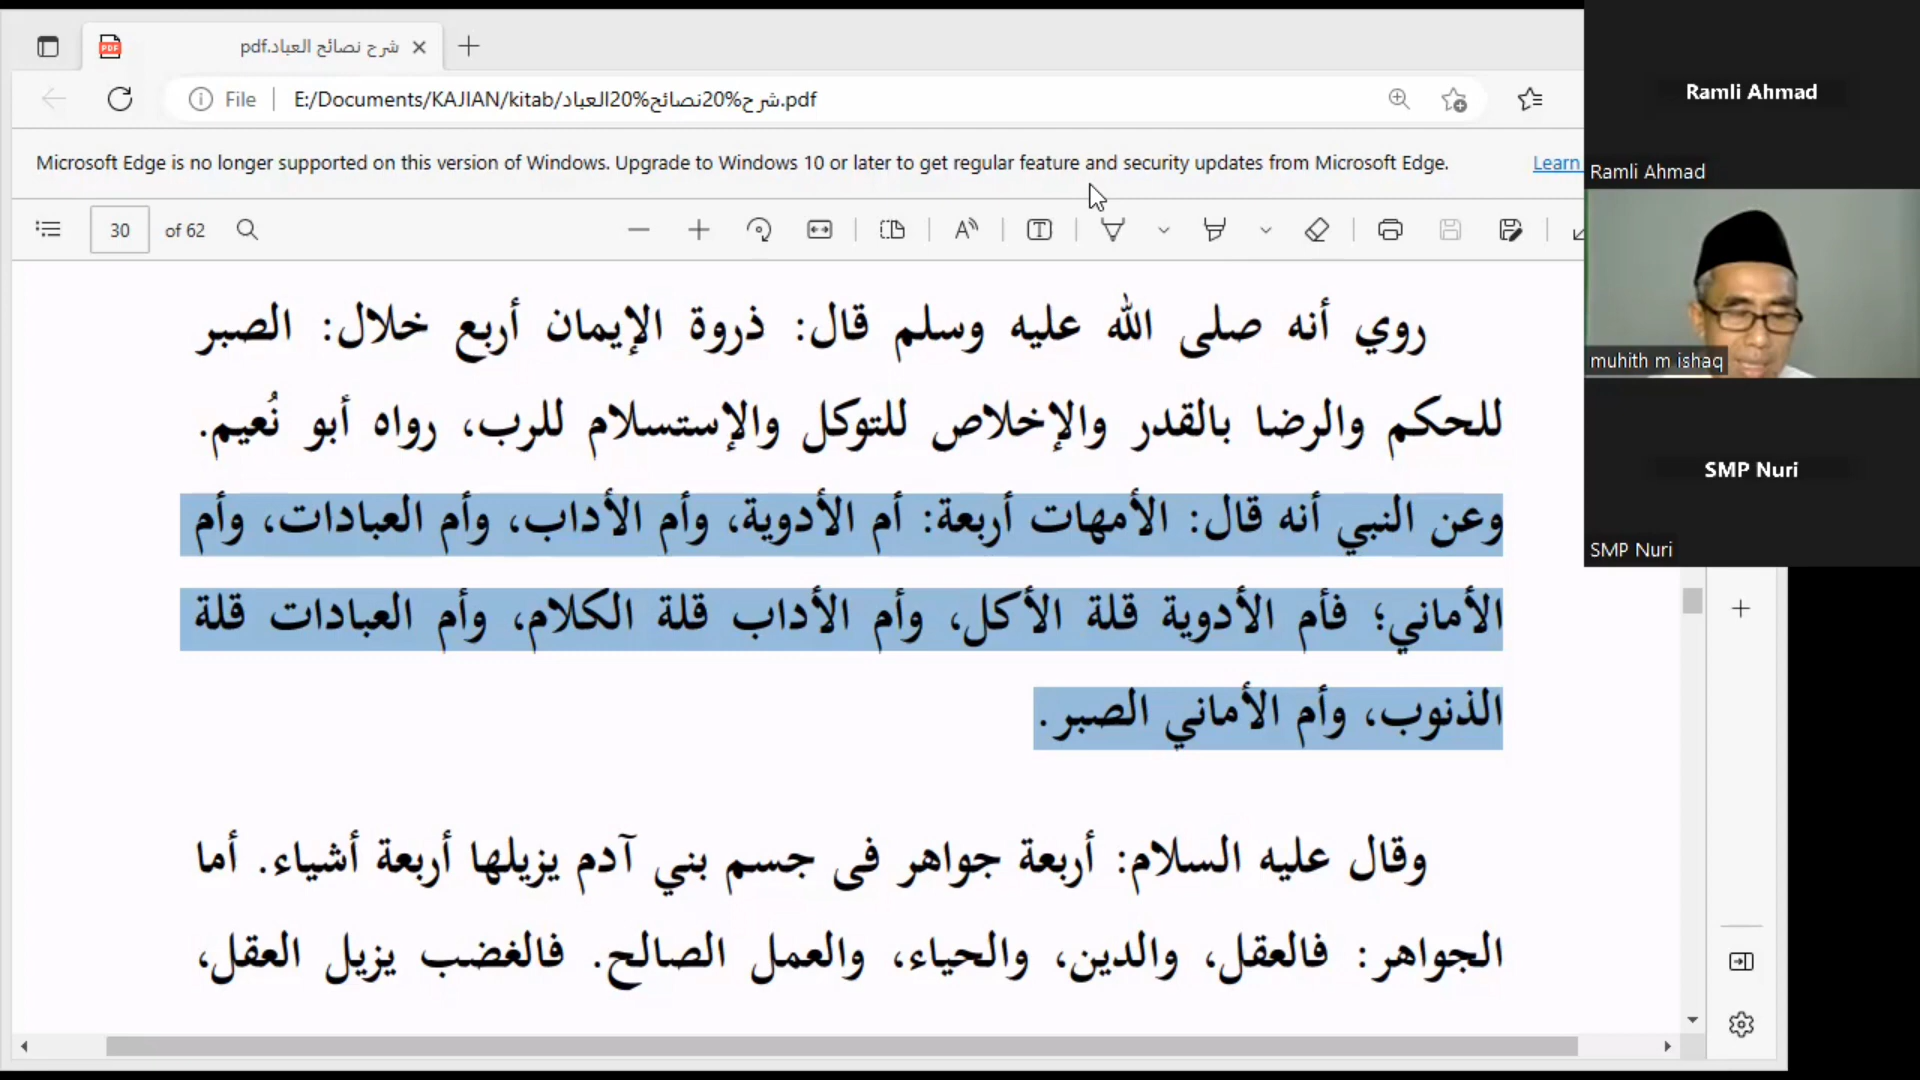 شرح نصائح العباد.pdf
File
E:/Documents/KAJIAN/kitab/شرح%20نصائح%20العباد.pdf
Microsoft Edge is no longer supported on this version of Windows. Upgrade to Windows 10 or later to get regular feature and security updates from Microsoft Edge.
Learn
30 of 62
روي أنه صلى الله عليه وسلم قال: ذروة الإيمان أربع خلال: الصبر
للحكم والرضا بالقدر والإخلاص للتوكل والإستسلام للرب، رواه أبو نُعيم.
وعن النبي أنه قال: الأمهات أربعة: أم الأدوية، وأم الأداب، وأم العبادات، وأم
الأماني؛ فأم الأدوية قلة الأكل، وأم الأداب قلة الكلام، وأم العبادات قلة
الذنوب، وأم الأماني الصبر.
وقال عليه السلام: أربعة جواهر فى جسم بني آدم يزيلها أربعة أشياء. أما
الجواهر: فالعقل، والدين، والحياء، والعمل الصالح. فالغضب يزيل العقل،
Ramli Ahmad
Ramli Ahmad
muhith m ishaq
SMP Nuri
SMP Nuri